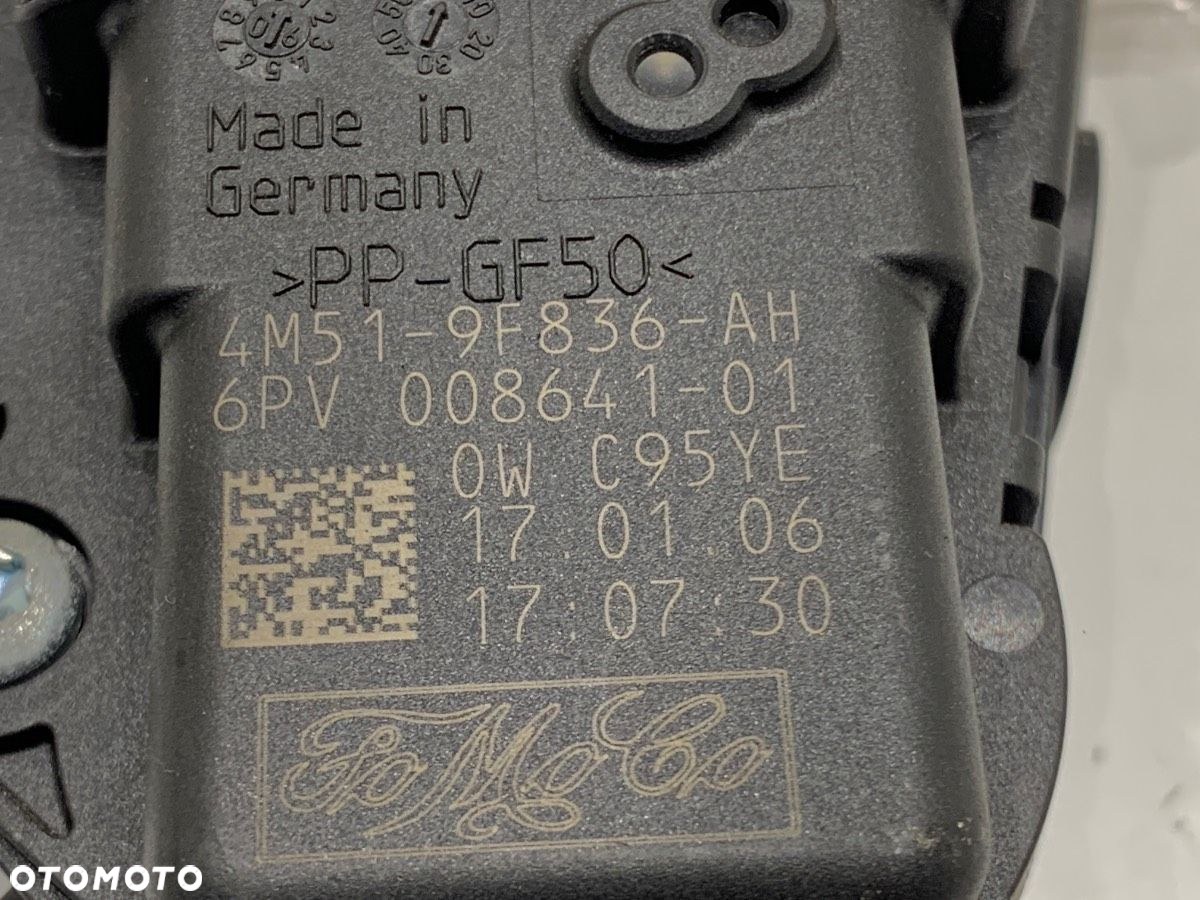 Made in
Germany
>PP-GF50<
4M51-9F836-AH
6PV 008641-01
0W C95YE
17.01.06
17:07:30
FoMoCo
OTOMOTO